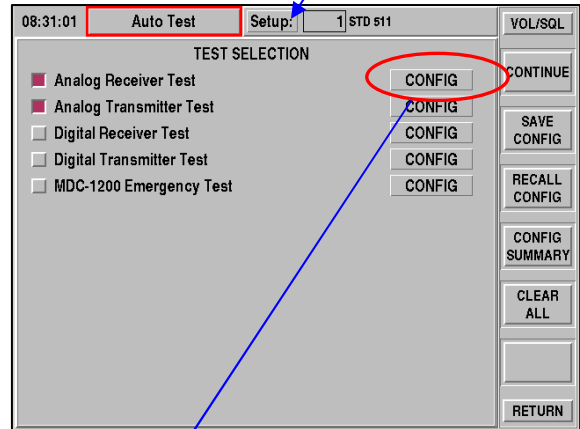 08:31:01 Auto Test Setup: 1 STD 511 VOL/SQL
TEST SELECTION
Analog Receiver Test CONFIG
Analog Transmitter Test CONFIG
Digital Receiver Test CONFIG
Digital Transmitter Test CONFIG
MDC-1200 Emergency Test CONFIG
CONTINUE
SAVE
CONFIG
RECALL
CONFIG
CONFIG
SUMMARY
CLEAR
ALL
RETURN